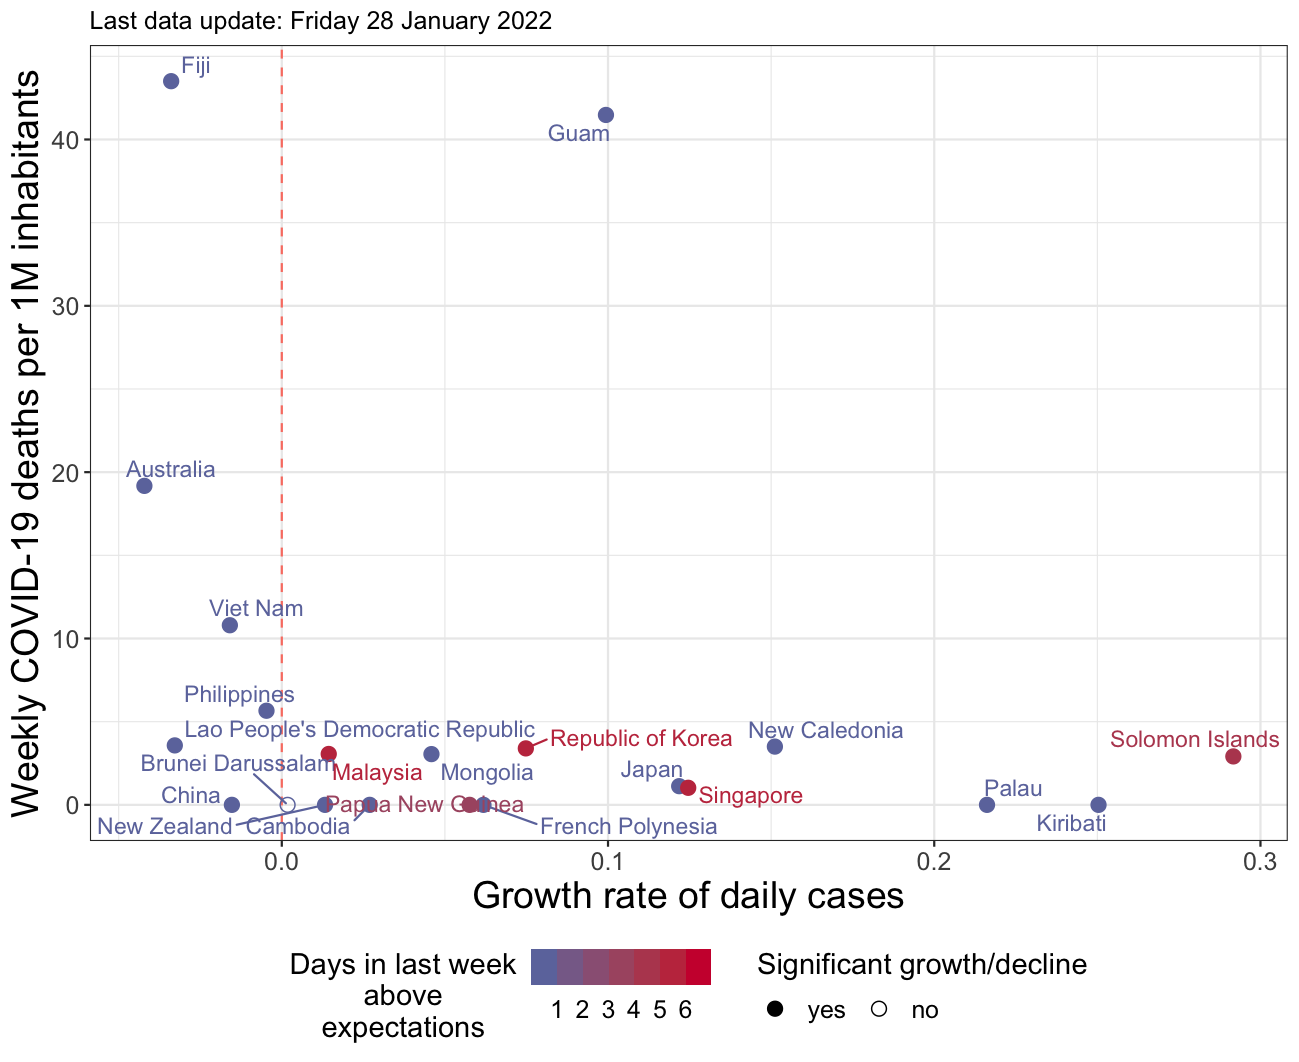 Last data update: Friday 28 January 2022
Weekly COVID-19 deaths per 1M inhabitants
40
30
20
10
0
Fiji
Guam
Australia
Viet Nam
Philippines
Lao People's Democratic Republic
Republic of Korea
New Caledonia
Solomon Islands
Brunei Darussalam
Malaysia
Mongolia
Japan
China
Papua New Guinea
Singapore
Palau
New Zealand
Cambodia
French Polynesia
Kiribati
0.0
0.1
0.2
0.3
Growth rate of daily cases
Days in last week
above
expectations
1 2 3 4 5 6
Significant growth/decline
yes
no